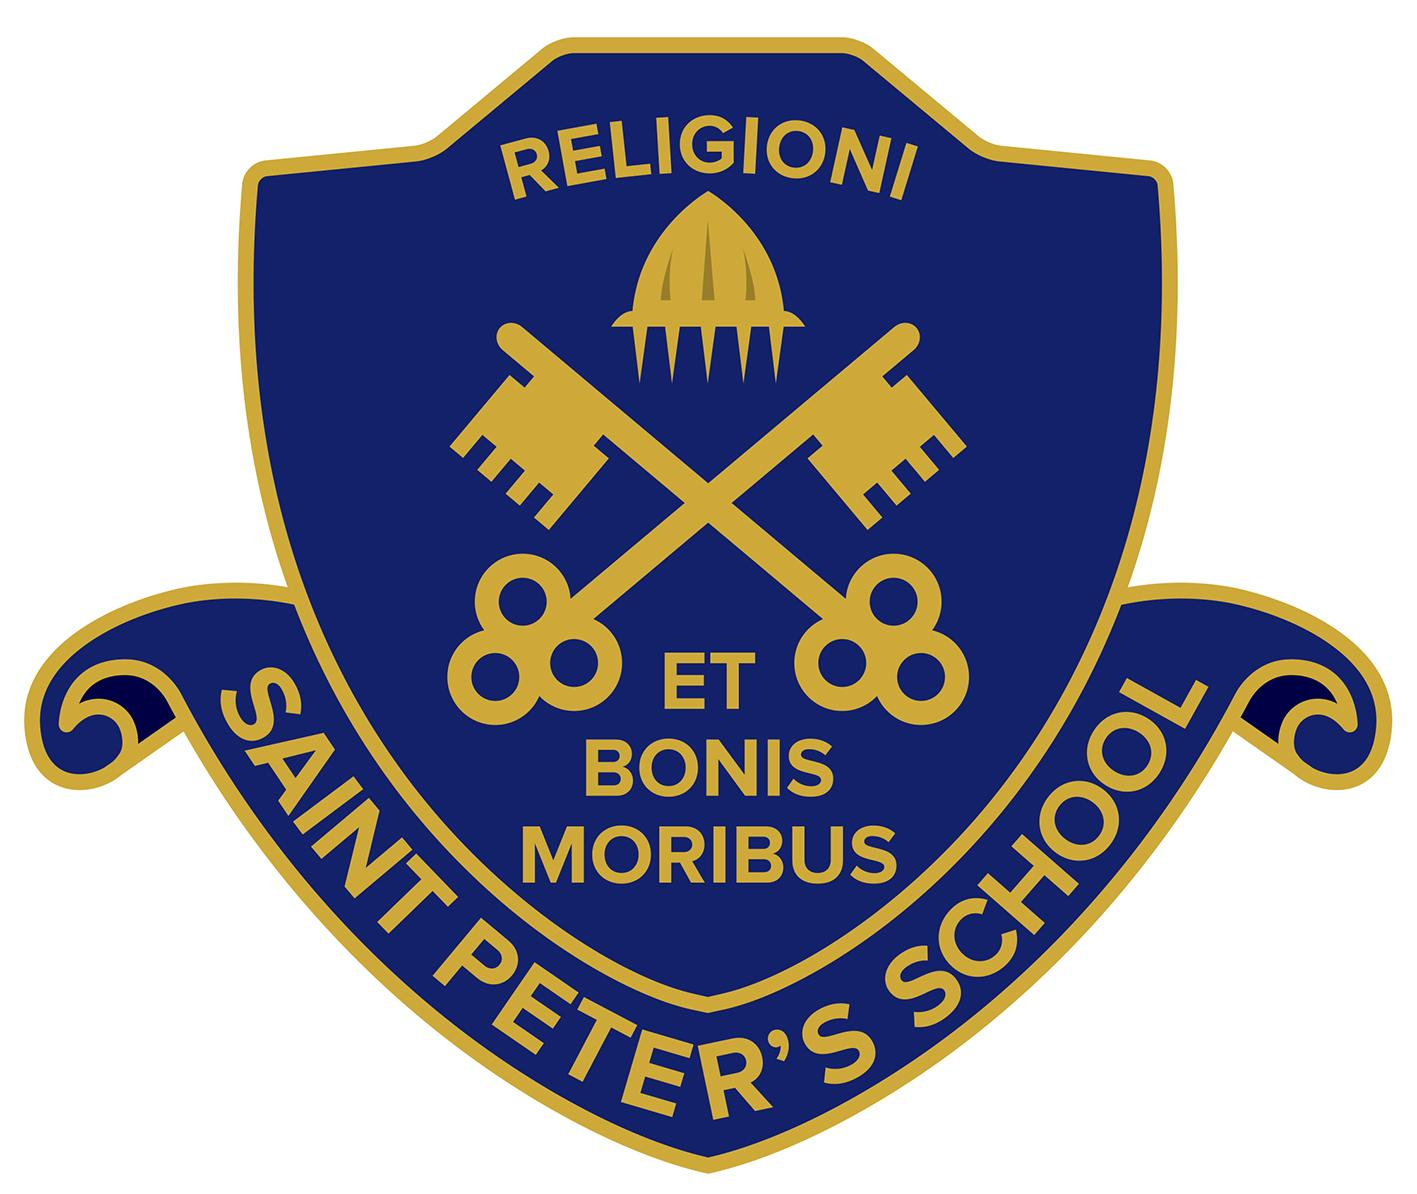 RELIGIONI
ET
BONIS
MORIBUS
SAINT PETER’S SCHOOL